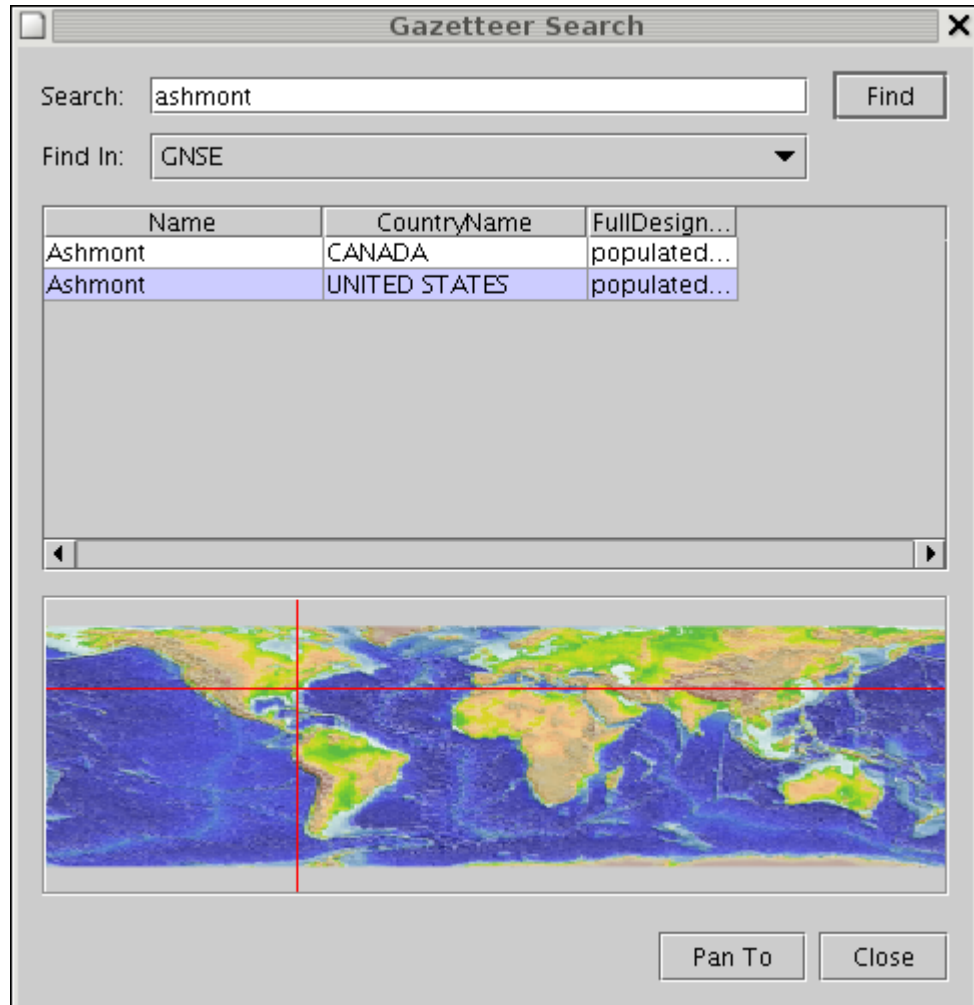 Gazetteer Search
Search: ashmont Find
Find In: GNSE
Name CountryName FullDesign...
Ashmont CANADA populated...
Ashmont UNITED STATES populated...
Pan To Close